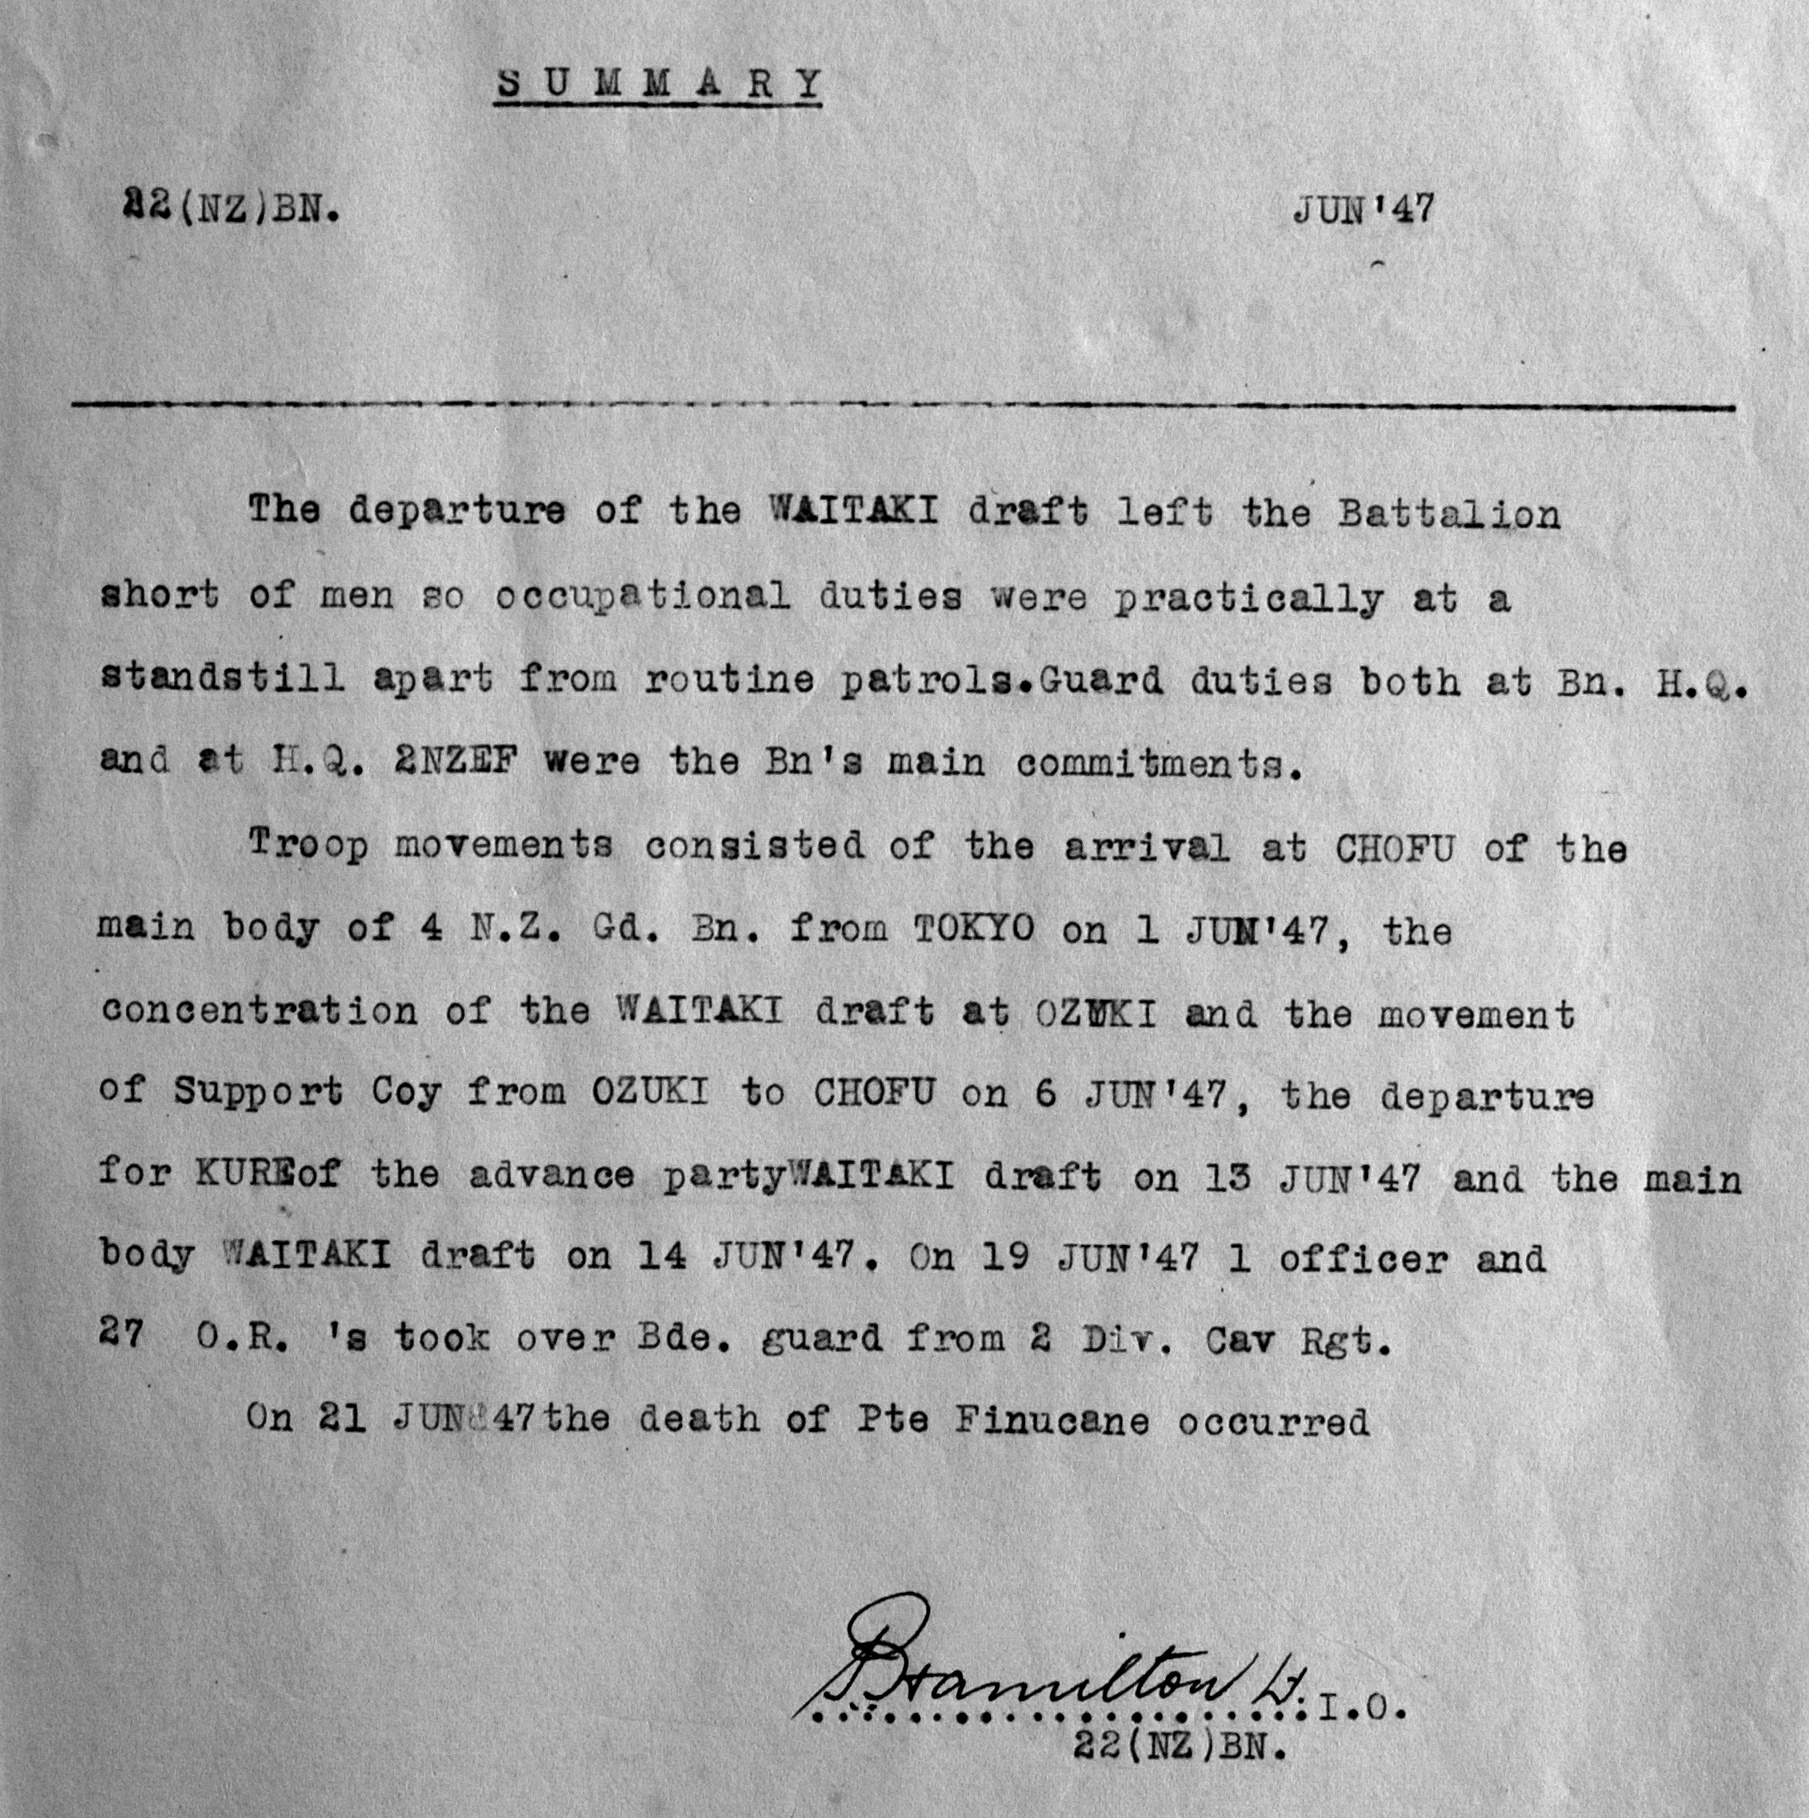 SUMMARY
22(NZ)BN. JUN'47
The departure of the WAITAKI draft left the Battalion
short of men so occupational duties were practically at a
standstill apart from routine patrols.Guard duties both at Bn. H.Q.
and at H.Q. 2NZEF were the Bn's main commitments.
Troop movements consisted of the arrival at CHOFU of the
main body of 4 N.Z. Gd. Bn. from TOKYO on 1 JUN'47, the
concentration of the WAITAKI draft at OZUKI and the movement
of Support Coy from OZUKI to CHOFU on 6 JUN'47, the departure
for KUREof the advance partyWAITAKI draft on 13 JUN'47 and the main
body WAITAKI draft on 14 JUN'47. On 19 JUN'47 1 officer and
27 O.R. 's took over Bde. guard from 2 Div. Cav Rgt.
On 21 JUN'47the death of Pte Finucane occurred
Hamilton Lt. I.O.
22(NZ)BN.